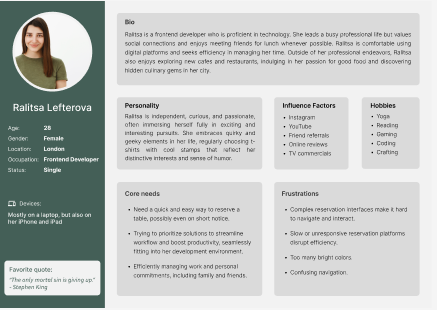 Ralitsa Lefterova
Age: 28
Gender: Female
Location: London
Occupation: Frontend Developer
Status: Single
Devices:
Mostly on a laptop, but also on
her iPhone and iPad
Favorite quote:
"The only mortal sin is giving up."
- Stephen King
Bio
Ralitsa is a frontend developer who is proficient in technology. She leads a busy professional life but values
social connections and enjoys meeting friends for lunch whenever possible. Ralitsa is comfortable using
digital platforms and seeks efficiency in managing her time. Outside of her professional endeavors, Ralitsa
also enjoys exploring new cafes and restaurants, indulging in her passion for good food and discovering
hidden culinary gems in her city.
Personality
Ralitsa is independent, curious, and passionate,
often immersing herself fully in exciting and
interesting pursuits. She embraces quirky and
geeky elements in her life, regularly choosing t-
shirts with cool stamps that reflect her
distinctive interests and sense of humor.
Influence Factors
• Instagram
• YouTube
• Friend referrals
• Online reviews
• TV commercials
Hobbies
• Yoga
• Reading
• Gaming
• Coding
• Crafting
Core needs
• Need a quick and easy way to reserve a
table, possibly even on short notice.
• Trying to prioritize solutions to streamline
workflow and boost productivity, seamlessly
fitting into her development environment.
• Efficiently managing work and personal
commitments, including family and friends.
Frustrations
• Complex reservation interfaces make it hard
to navigate and interact.
• Slow or unresponsive reservation platforms
disrupt efficiency.
• Too many bright colors.
• Confusing navigation.